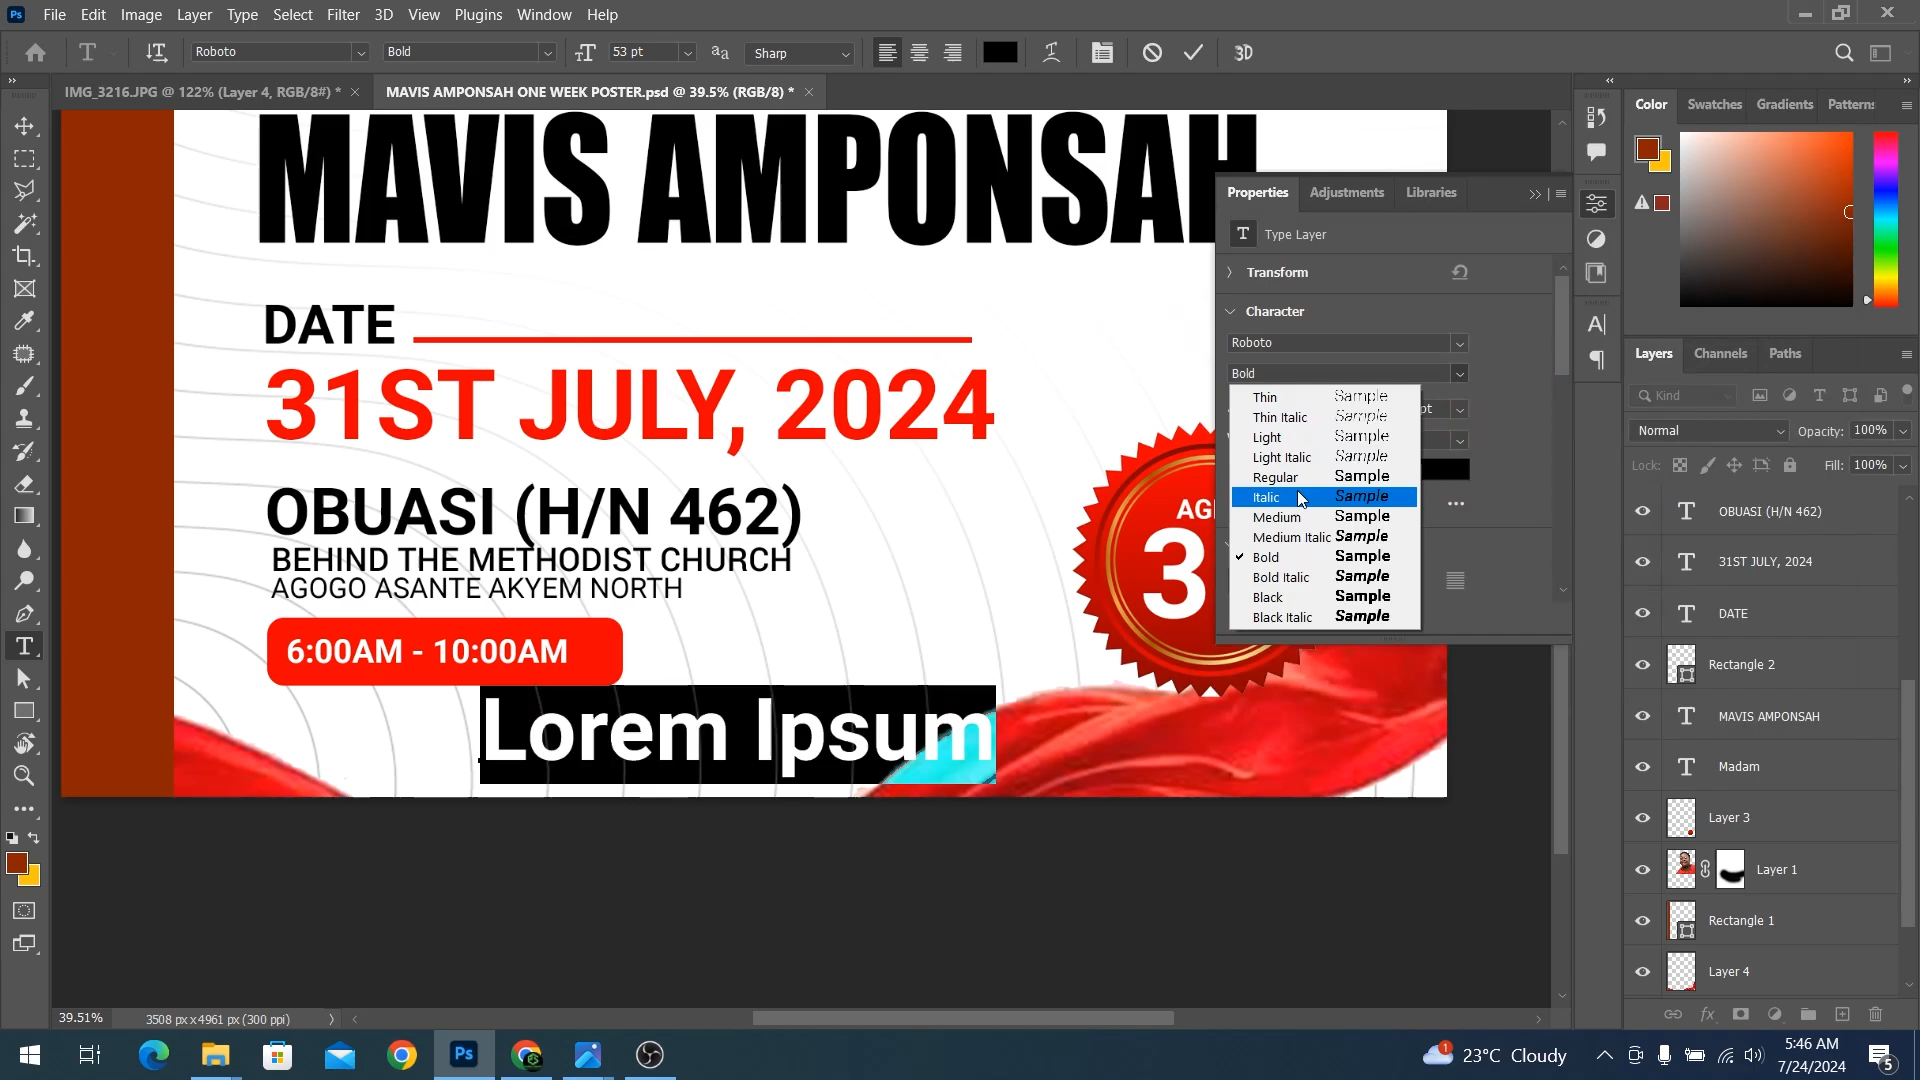 File Edit Image Layer Type Select Filter 3D View Plugins Window Help
Roboto Bold 53 pt Sharp 3D
IMG_3216.JPG @ 122% (Layer 4, RGB/8#) * MAVIS AMPONSAH ONE WEEK POSTER.psd @ 39.5% (RGB/8) *
MAVIS AMPONSAH
DATE
31ST JULY, 2024
OBUASI (H/N 462)
BEHIND THE METHODIST CHURCH
AGOGO ASANTE AKYEM NORTH
6:00AM - 10:00AM
Lorem Ipsum
AG
3
Properties Adjustments Libraries
Type Layer
Transform
Character
Roboto
Bold
pt
Thin Sample
Thin Italic Sample
Light Sample
Light Italic Sample
Regular Sample
Italic Sample
Medium Sample
Medium Italic Sample
Bold Sample
Bold Italic Sample
Black Sample
Black Italic Sample
Color Swatches Gradients Patterns
Layers Channels Paths
Kind
Normal Opacity: 100%
Lock: Fill: 100%
OBUASI (H/N 462)
31ST JULY, 2024
DATE
Rectangle 2
MAVIS AMPONSAH
Madam
Layer 3
Layer 1
Rectangle 1
Layer 4
39.51% 3508 px x 4961 px (300 ppi)
23°C Cloudy
5:46 AM
7/24/2024
5